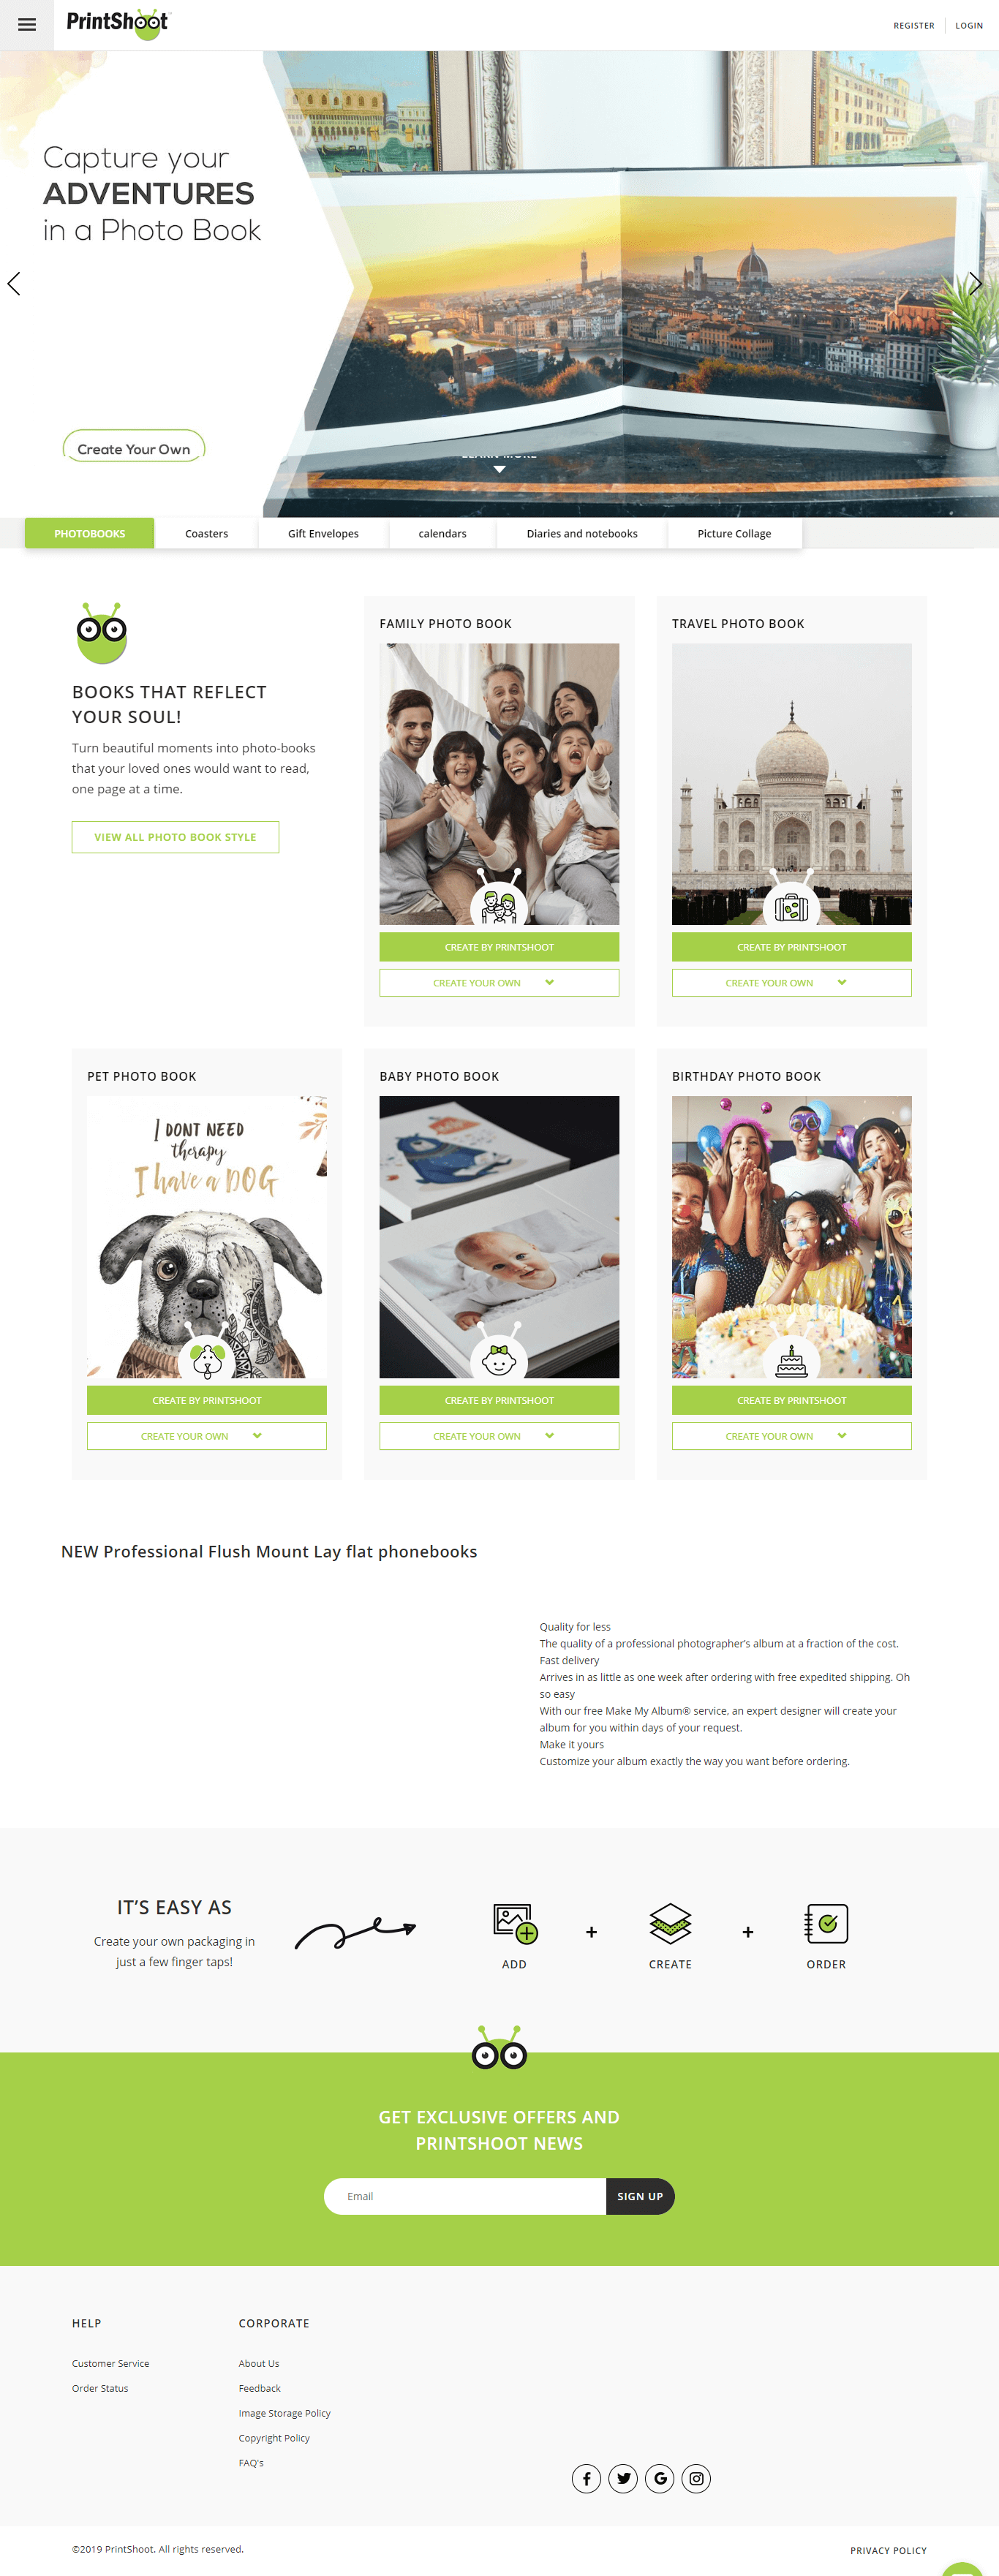 PrintShoot
REGISTER
LOGIN
Capture your
ADVENTURES
in a Photo Book
Create Your Own
LEARN MORE
PHOTOBOOKS
Coasters
Gift Envelopes
calendars
Diaries and notebooks
Picture Collage
BOOKS THAT REFLECT
YOUR SOUL!
Turn beautiful moments into photo-books
that your loved ones would want to read,
one page at a time.
VIEW ALL PHOTO BOOK STYLE
FAMILY PHOTO BOOK
CREATE BY PRINTSHOOT
CREATE YOUR OWN
TRAVEL PHOTO BOOK
CREATE BY PRINTSHOOT
CREATE YOUR OWN
PET PHOTO BOOK
I DONT NEED
therapy
I have a DOG
CREATE BY PRINTSHOOT
CREATE YOUR OWN
BABY PHOTO BOOK
CREATE BY PRINTSHOOT
CREATE YOUR OWN
BIRTHDAY PHOTO BOOK
CREATE BY PRINTSHOOT
CREATE YOUR OWN
NEW Professional Flush Mount Lay flat phonebooks
Quality for less
The quality of a professional photographer's album at a fraction of the cost.
Fast delivery
Arrives in as little as one week after ordering with free expedited shipping. Oh
so easy
With our free Make My Album® service, an expert designer will create your
album for you within days of your request.
Make it yours
Customize your album exactly the way you want before ordering.
IT'S EASY AS
Create your own packaging in
just a few finger taps!
ADD
+
CREATE
+
ORDER
GET EXCLUSIVE OFFERS AND
PRINTSHOOT NEWS
Email
SIGN UP
HELP
Customer Service
Order Status
CORPORATE
About Us
Feedback
Image Storage Policy
Copyright Policy
FAQ's
©2019 PrintShoot. All rights reserved.
PRIVACY POLICY